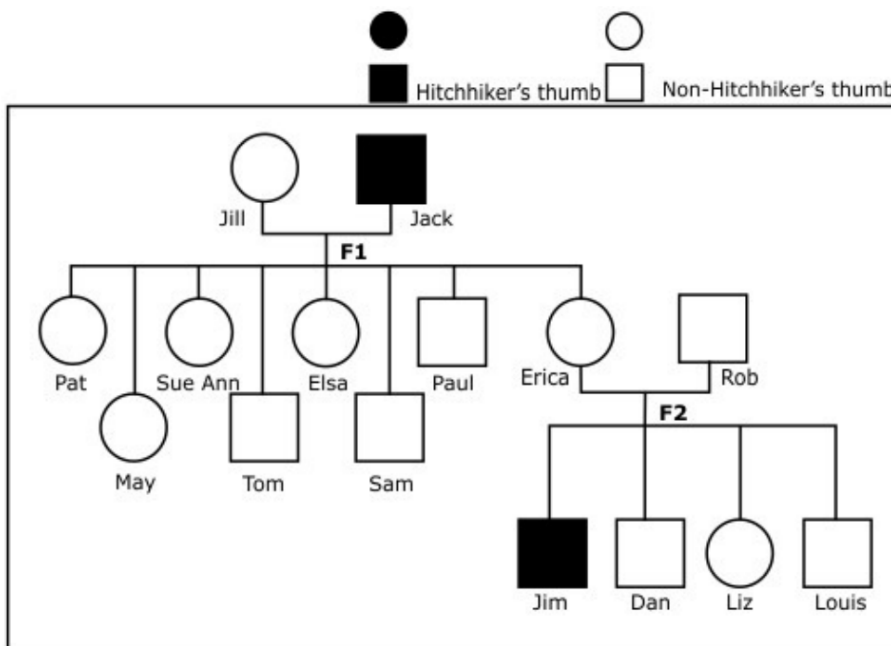 Hitchhiker's thumb Non-Hitchhiker's thumb
Jill Jack
F1
Pat Sue Ann Elsa Paul Erica Rob
F2
May Tom Sam
Jim Dan Liz Louis